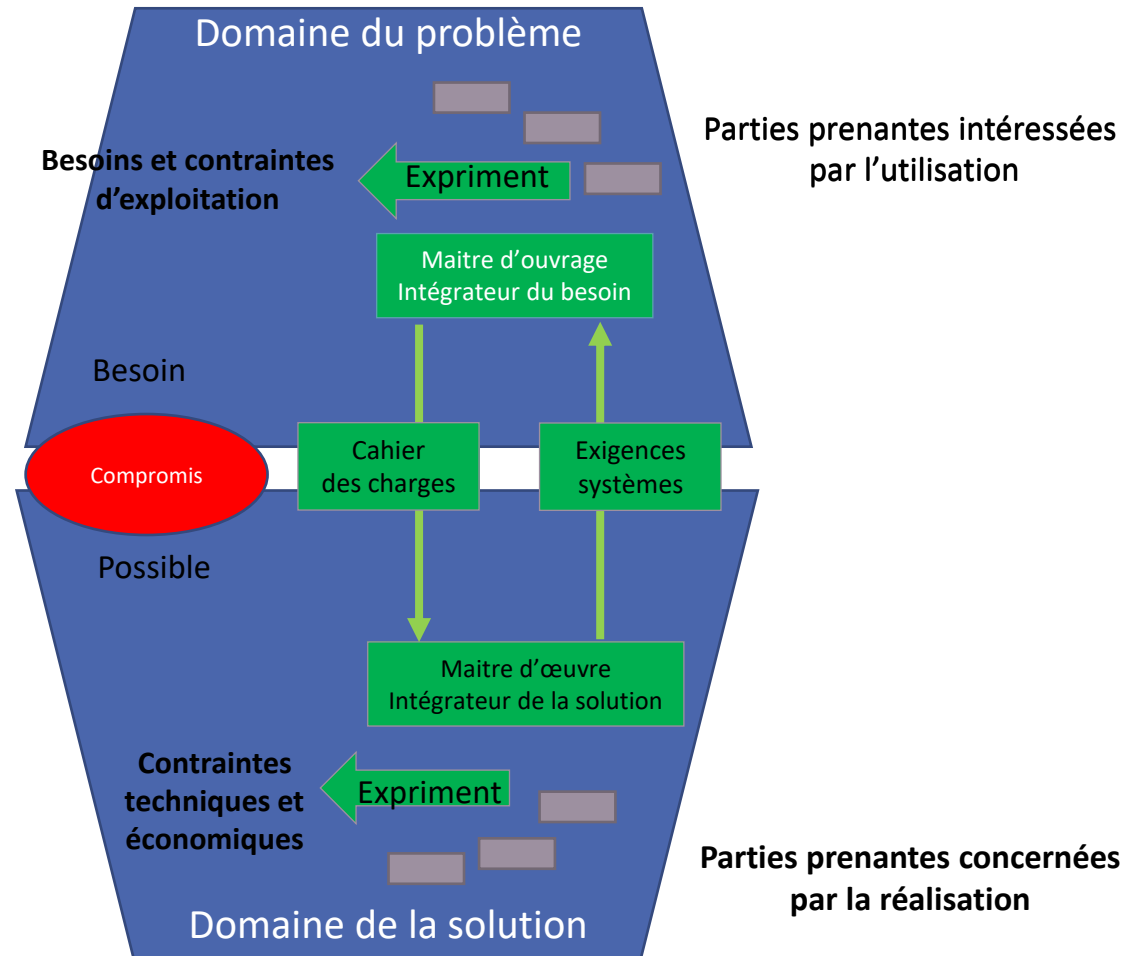 Domaine du problème
Parties prenantes intéressées
par l'utilisation
Besoins et contraintes
d'exploitation
Expriment
Maitre d'ouvrage
Intégrateur du besoin
Besoin
Compromis
Cahier
des charges
Exigences
systèmes
Possible
Maitre d'œuvre
Intégrateur de la solution
Contraintes
techniques et
économiques
Expriment
Parties prenantes concernées
par la réalisation
Domaine de la solution